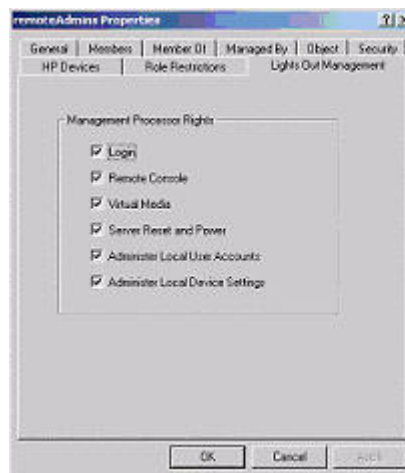 remoteAdmins Properties
General Members Member Of Managed By Object Security
HP Devices Role Restrictions Lights Out Management
Management Processor Rights
Login
Remote Console
Virtual Media
Server Reset and Power
Administer Local User Accounts
Administer Local Device Settings
OK Cancel Apply